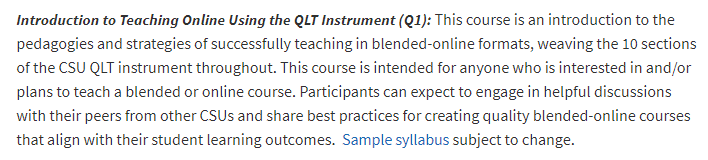 Introduction to Teaching Online Using the QLT Instrument (Q1): This course is an introduction to the
pedagogies and strategies of successfully teaching in blended-online formats, weaving the 10 sections
of the CSU QLT instrument throughout. This course is intended for anyone who is interested in and/or
plans to teach a blended or online course. Participants can expect to engage in helpful discussions
with their peers from other CSUs and share best practices for creating quality blended-online courses
that align with their student learning outcomes.  Sample syllabus subject to change.